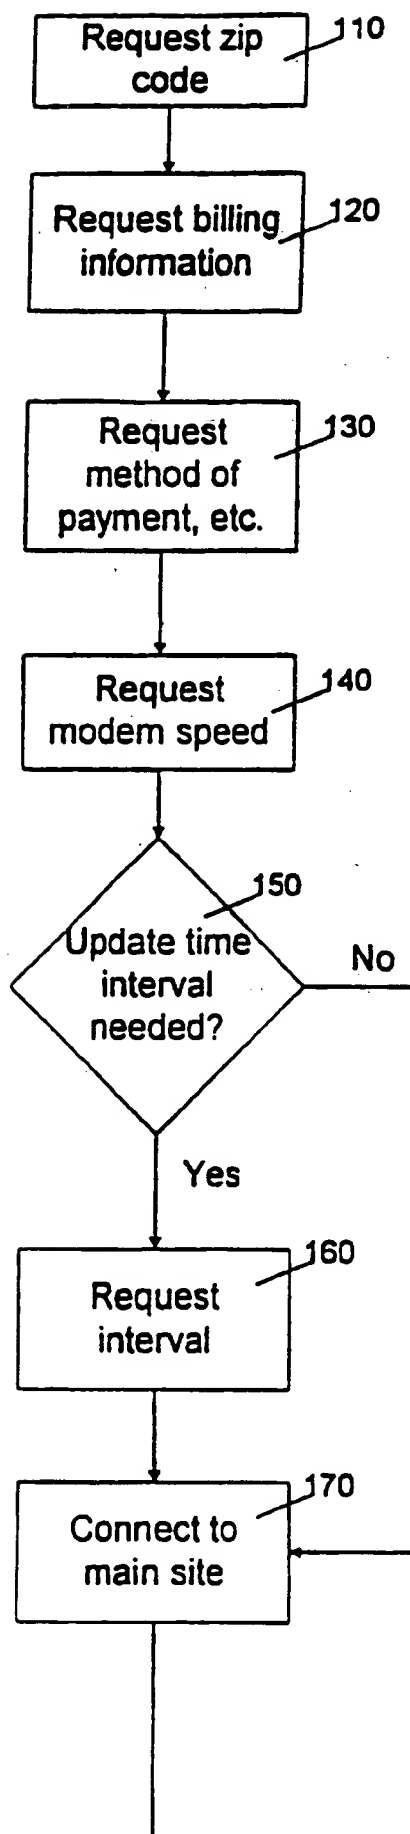 110
Request zip
code
120
Request billing
information
130
Request
method of
payment, etc.
140
Request
modem speed
150
Update time
interval
needed?
No
Yes
160
Request
interval
170
Connect to
main site